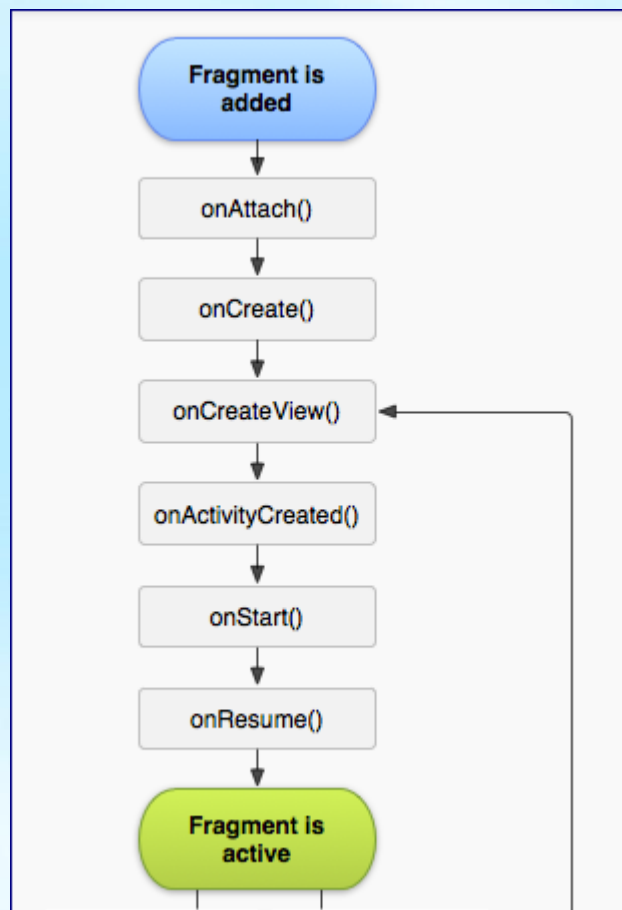 Fragment is
added
onAttach()
onCreate()
onCreateView()
onActivityCreated()
onStart()
onResume()
Fragment is
active